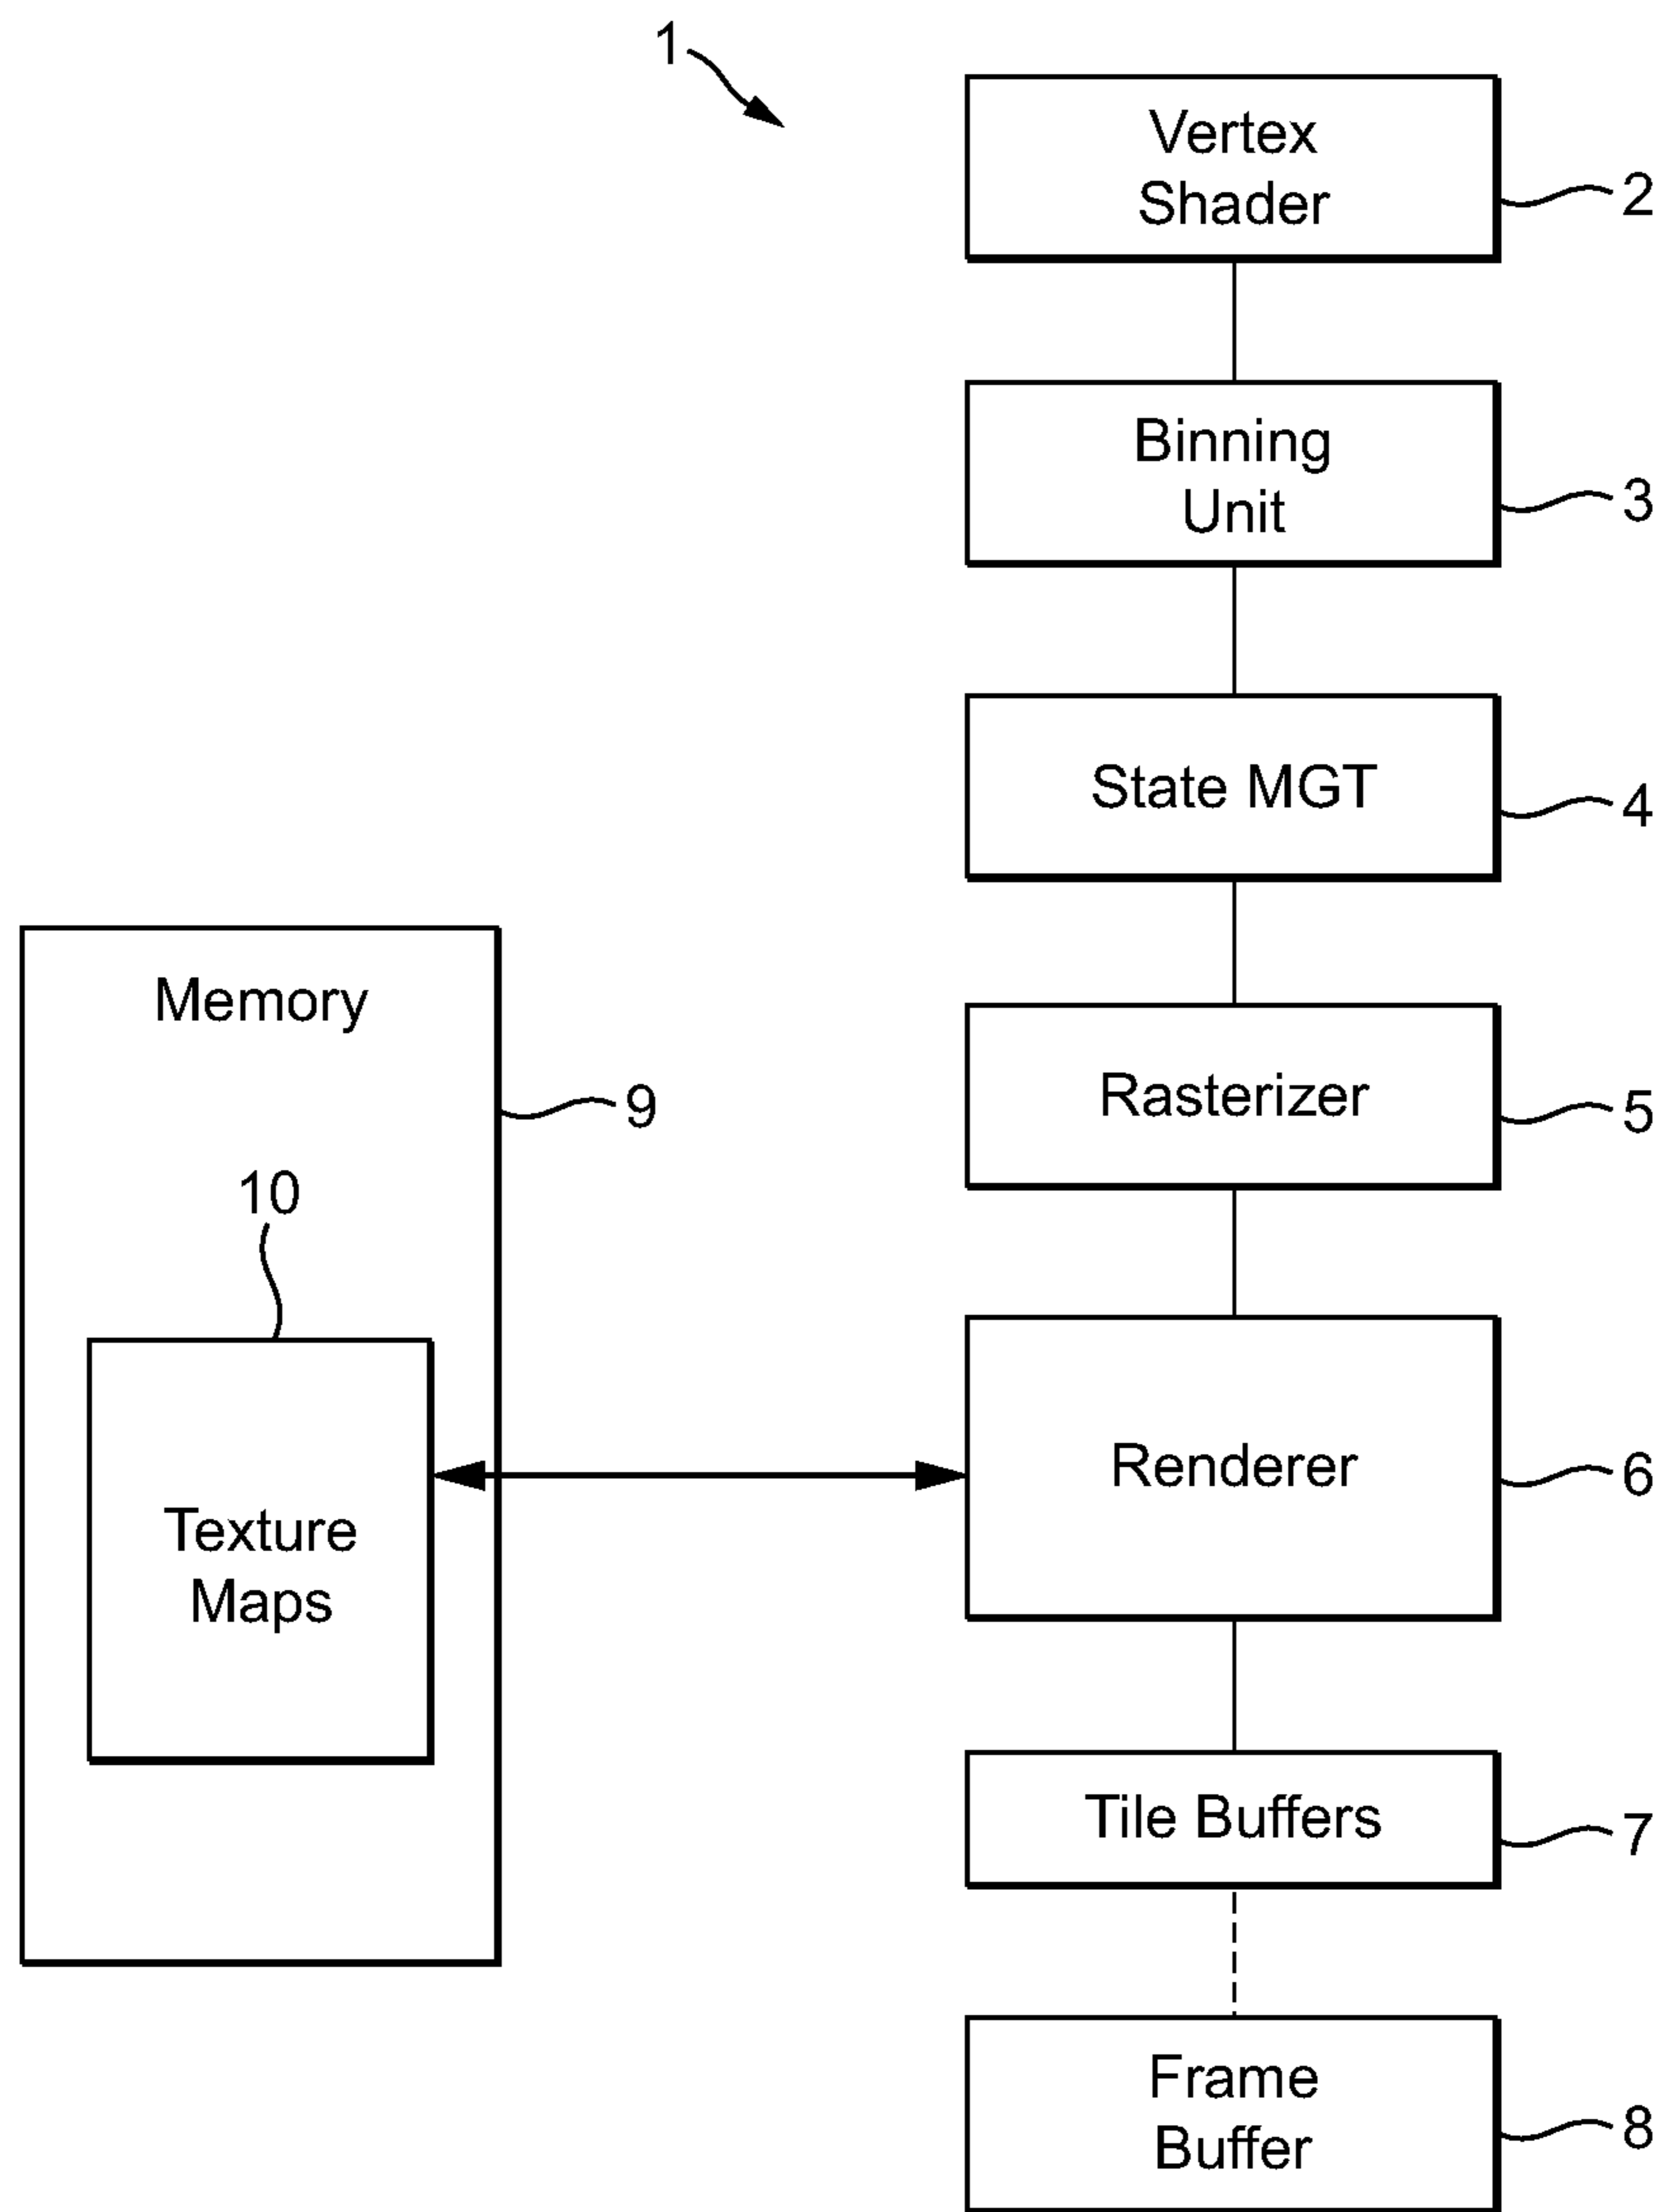 1
Vertex
Shader
2
Binning
Unit
3
State MGT
4
Memory
9
Rasterizer
5
10
Texture
Maps
Renderer
6
Tile Buffers
7
Frame
Buffer
8